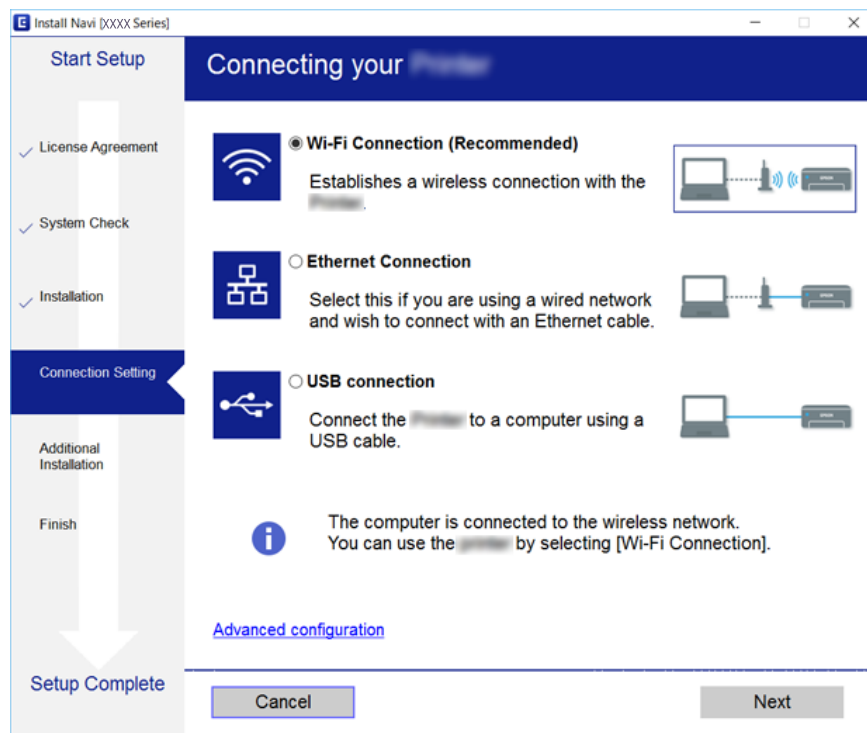 Install Navi [XXXX Series]
Start Setup
License Agreement
System Check
Installation
Connection Setting
Additional
Installation
Finish
Setup Complete
Connecting your Printer
Wi-Fi Connection (Recommended)
Establishes a wireless connection with the
Printer.
Ethernet Connection
Select this if you are using a wired network
and wish to connect with an Ethernet cable.
USB connection
Connect the Printer to a computer using a
USB cable.
The computer is connected to the wireless network.
You can use the printer by selecting [Wi-Fi Connection].
Advanced configuration
Cancel
Next